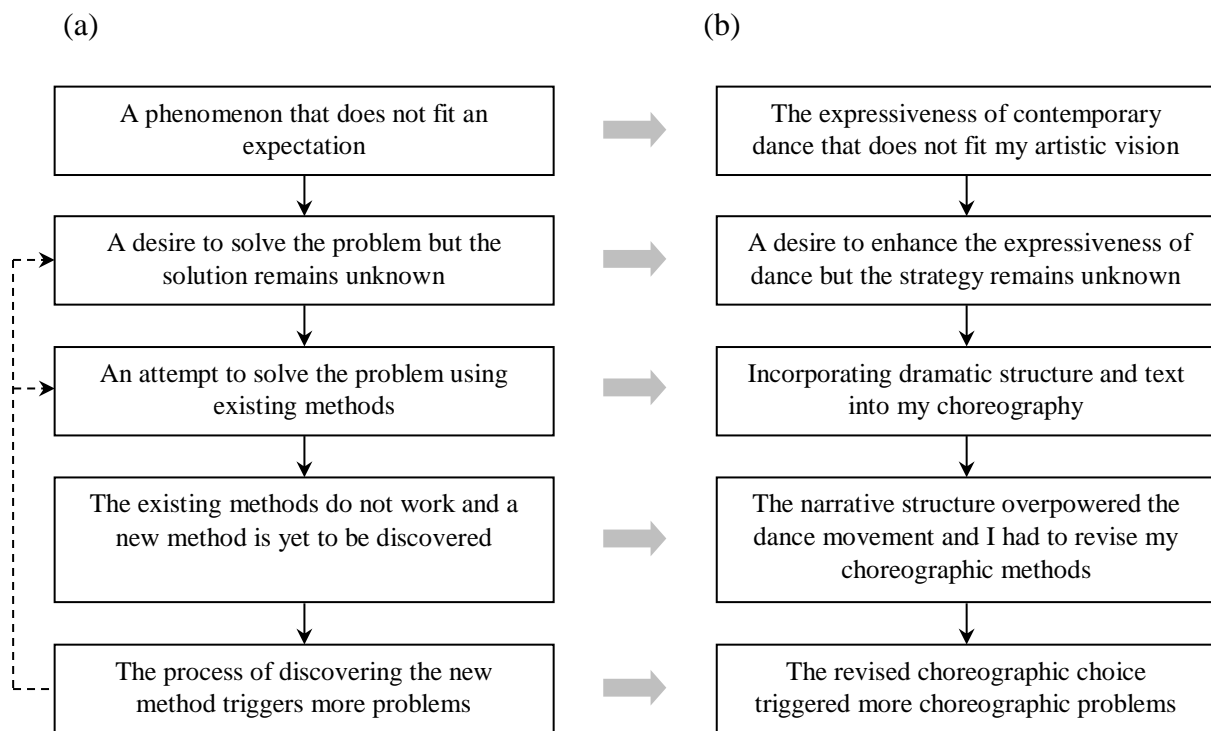 (a)
(b)
A phenomenon that does not fit an
expectation
The expressiveness of contemporary
dance that does not fit my artistic vision
A desire to solve the problem but the
solution remains unknown
A desire to enhance the expressiveness of
dance but the strategy remains unknown
An attempt to solve the problem using
existing methods
Incorporating dramatic structure and text
into my choreography
The existing methods do not work and a
new method is yet to be discovered
The narrative structure overpowered the
dance movement and I had to revise my
choreographic methods
The process of discovering the new
method triggers more problems
The revised choreographic choice
triggered more choreographic problems